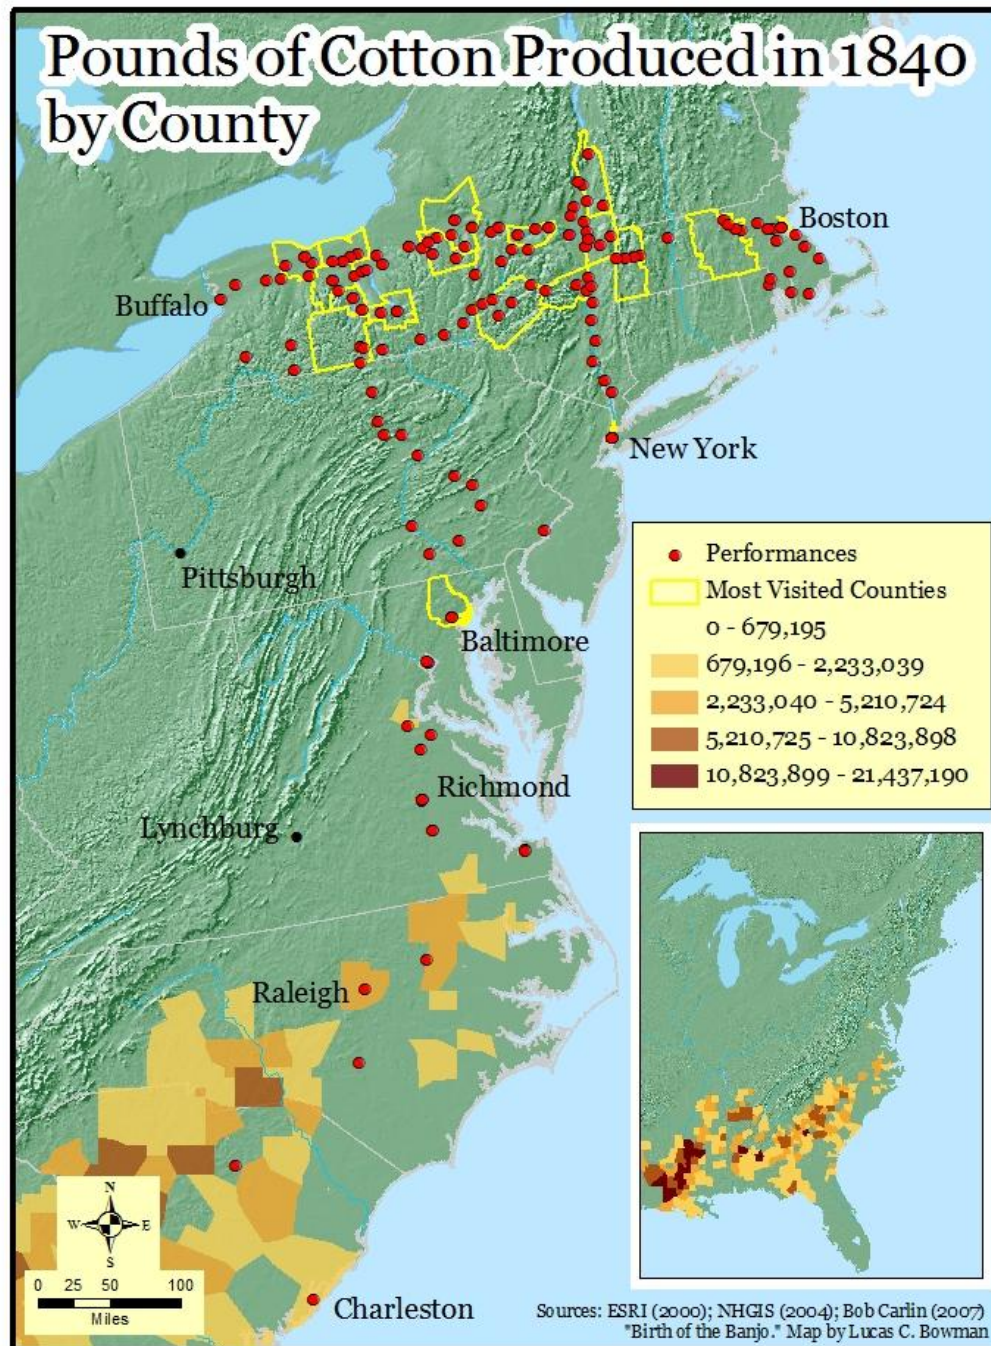 Pounds of Cotton Produced in 1840
by County
Boston
Buffalo
New York
Pittsburgh
Baltimore
Richmond
Lynchburg
Raleigh
Charleston
Performances
Most Visited Counties
0 - 679,195
679,196 - 2,233,039
2,233,040 - 5,210,724
5,210,725 - 10,823,898
10,823,899 - 21,437,190
N
W E
S
0 25 50 100
Miles
Sources: ESRI (2000); NHGIS (2004); Bob Carlin (2007)
"Birth of the Banjo." Map by Lucas C. Bowman